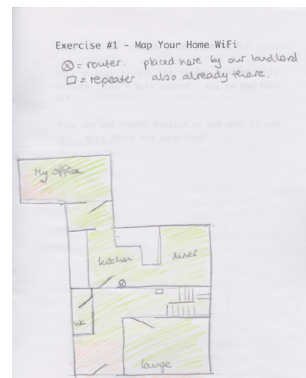 Exercise #1 - Map Your Home WiFi
= router. placed here by our landlord
= repeater also already there
My office
kitchen
diner
WC
lounge